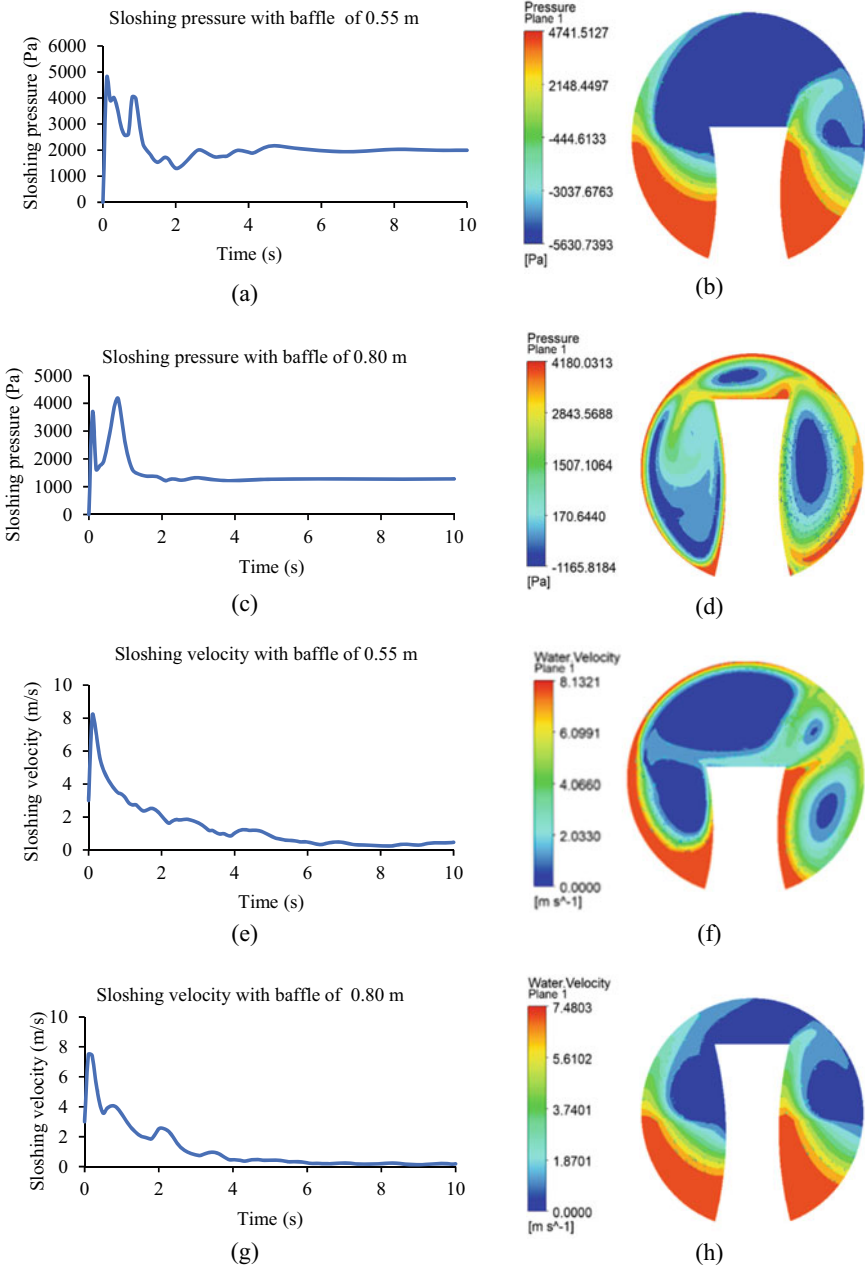 Sloshing pressure with baffle of 0.55 m
Sloshing pressure (Pa)
6000
5000
4000
3000
2000
1000
0
0 2 4 6 8 10
Time (s)
(a)
Pressure
Plane 1
4741.5127
2148.4497
-444.6133
-3037.6763
-5630.7393
[Pa]
(b)
Sloshing pressure with baffle of 0.80 m
Sloshing pressure (Pa)
5000
4000
3000
2000
1000
0
0 2 4 6 8 10
Time (s)
(c)
Pressure
Plane 1
4180.0313
2843.5688
1507.1064
170.6440
-1165.8184
[Pa]
(d)
Sloshing velocity with baffle of 0.55 m
Sloshing velocity (m/s)
10
8
6
4
2
0
0 2 4 6 8 10
Time (s)
(e)
Water.Velocity
Plane 1
8.1321
6.0991
4.0660
2.0330
0.0000
[m s^-1]
(f)
Sloshing velocity with baffle of 0.80 m
Sloshing velocity (m/s)
10
8
6
4
2
0
0 2 4 6 8 10
Time (s)
(g)
Water.Velocity
Plane 1
7.4803
5.6102
3.7401
1.8701
0.0000
[m s^-1]
(h)